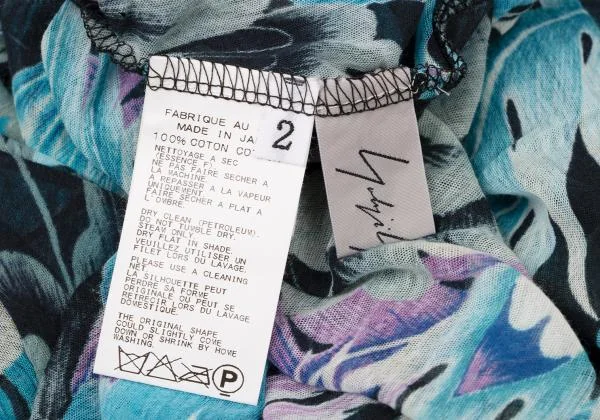 FABRIQUE AU
MADE IN JA
100% COTON CO
2
NETTOYAGE A SEC
(ESSENCE F).
NE PAS FAIRE SECHER A
LA MACHINE.
A REPASSER A LA VAPEUR
UNIQUEMENT.
FAIRE SECHER A PLAT A
L'OMBRE.
DRY CLEAN (PETROLEUM).
DO NOT TUMBLE DRY.
STEAM ONLY.
DRY FLAT IN SHADE.
VEUILLEZ UTILISER UN
FILET LORS DU LAVAGE.
PLEASE USE A CLEANING
NET.
LA SILHOUETTE PEUT
PERDRE SA FORME
ORIGINALE OU PEUT SE
RETRECIR LORS DU LAVAGE
DOMESTIQUE.
THE ORIGINAL SHAPE
COULD SLIGHTLY COME
DOWN OR SHRINK BY HOME
WASHING.
P